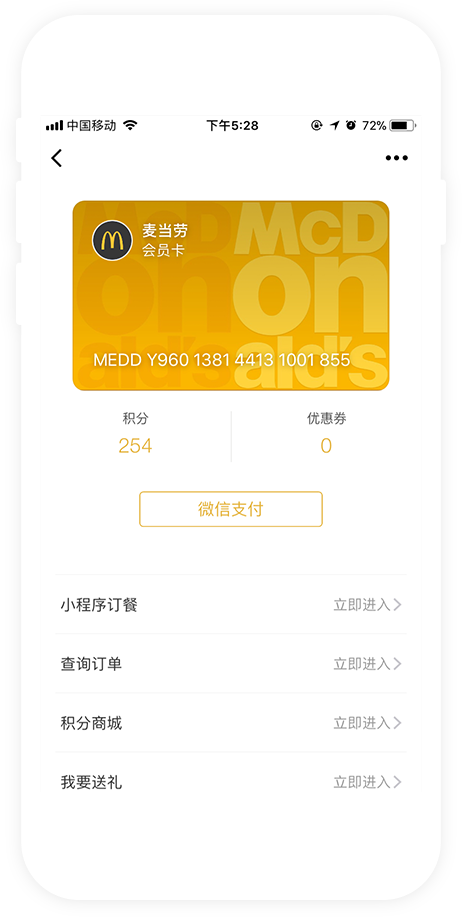 中国移动 下午5:28 72%
McD
on
ald's
McD
on
ald's
麦当劳
会员卡
MEDD Y960 1381 4413 1001 855
积分 优惠券
254 0
微信支付
小程序订餐 立即进入
查询订单 立即进入
积分商城 立即进入
我要送礼 立即进入